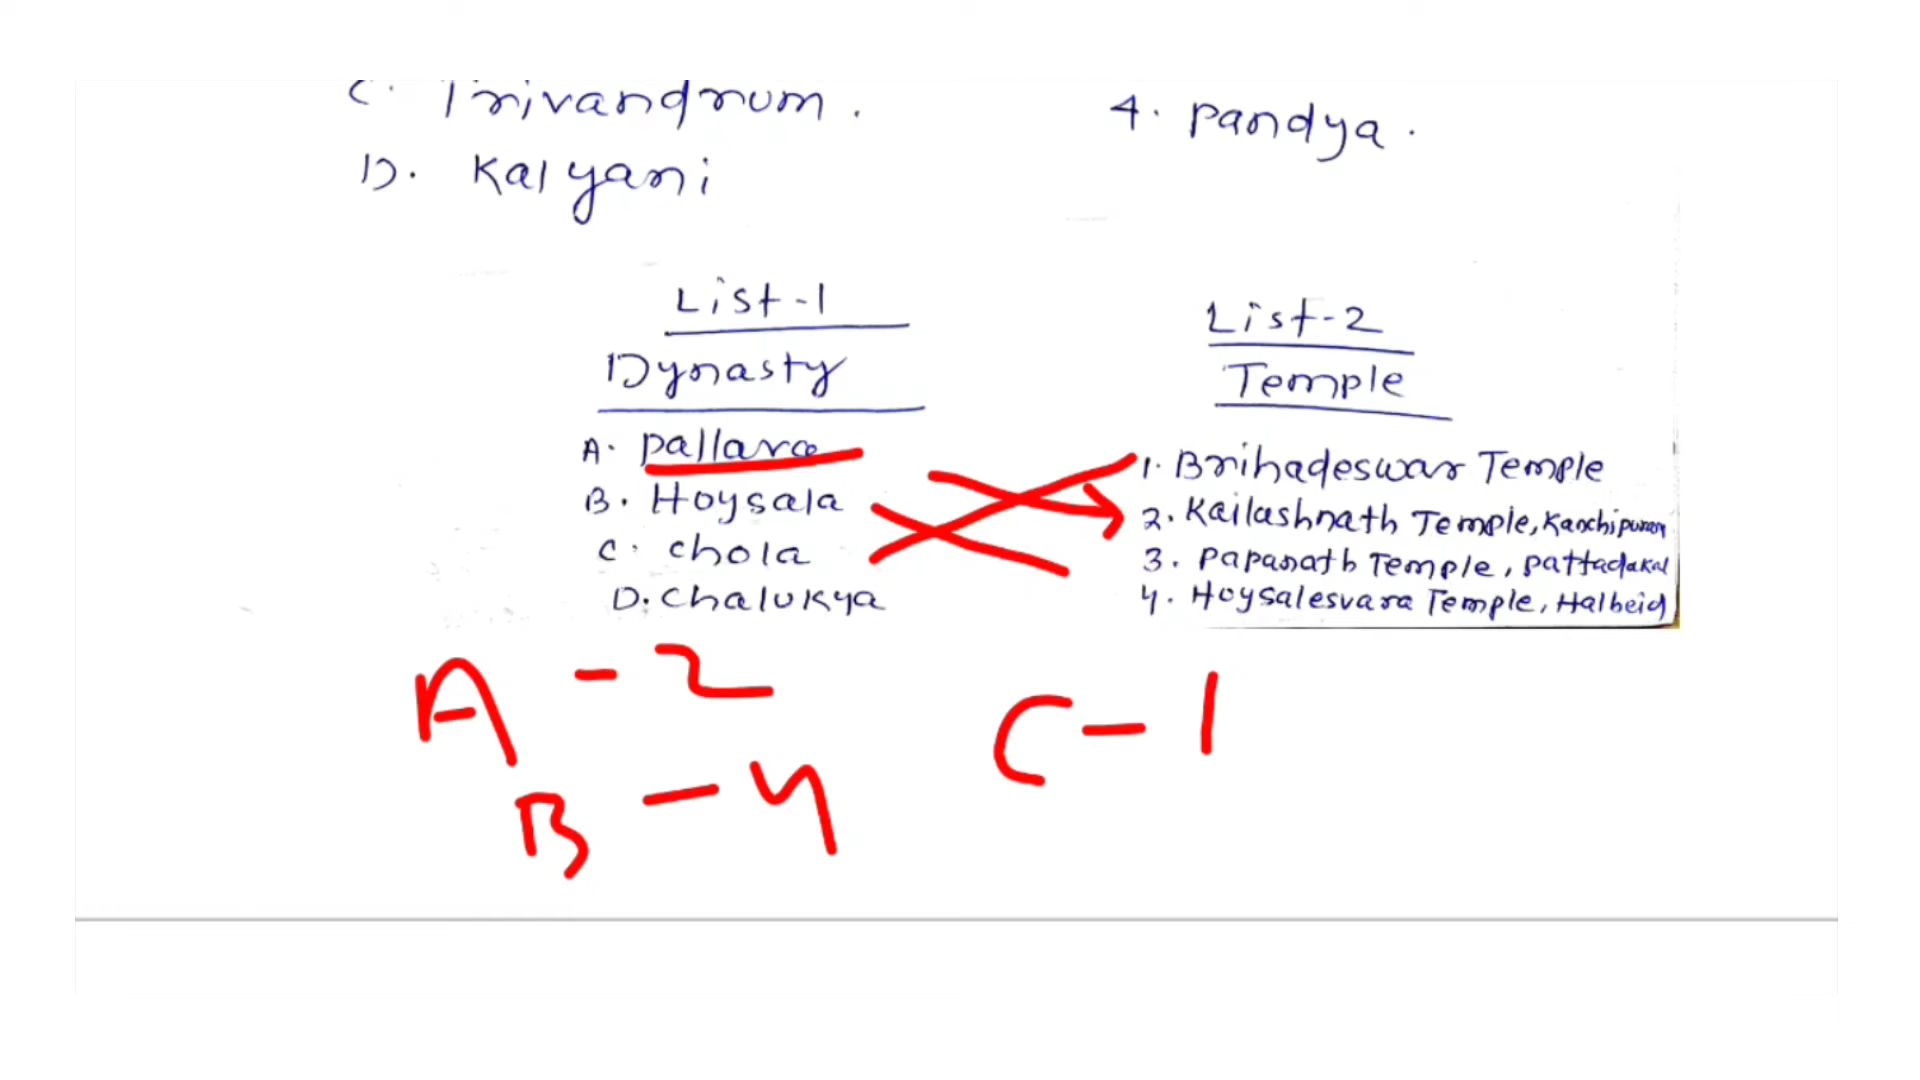 C. Trivandrum.
4. Pandya.
D. Kalyani
List-1
Dynasty
A. Pallava
B. Hoysala
C. Chola
D. Chalukya
List-2
Temple
1. Brihadeswar Temple
2. Kailashnath Temple, Kanchipuram
3. Papanath Temple, Pattadakal
4. Hoysalesvara Temple, Halbeid
A - 2
C - 1
B - 4